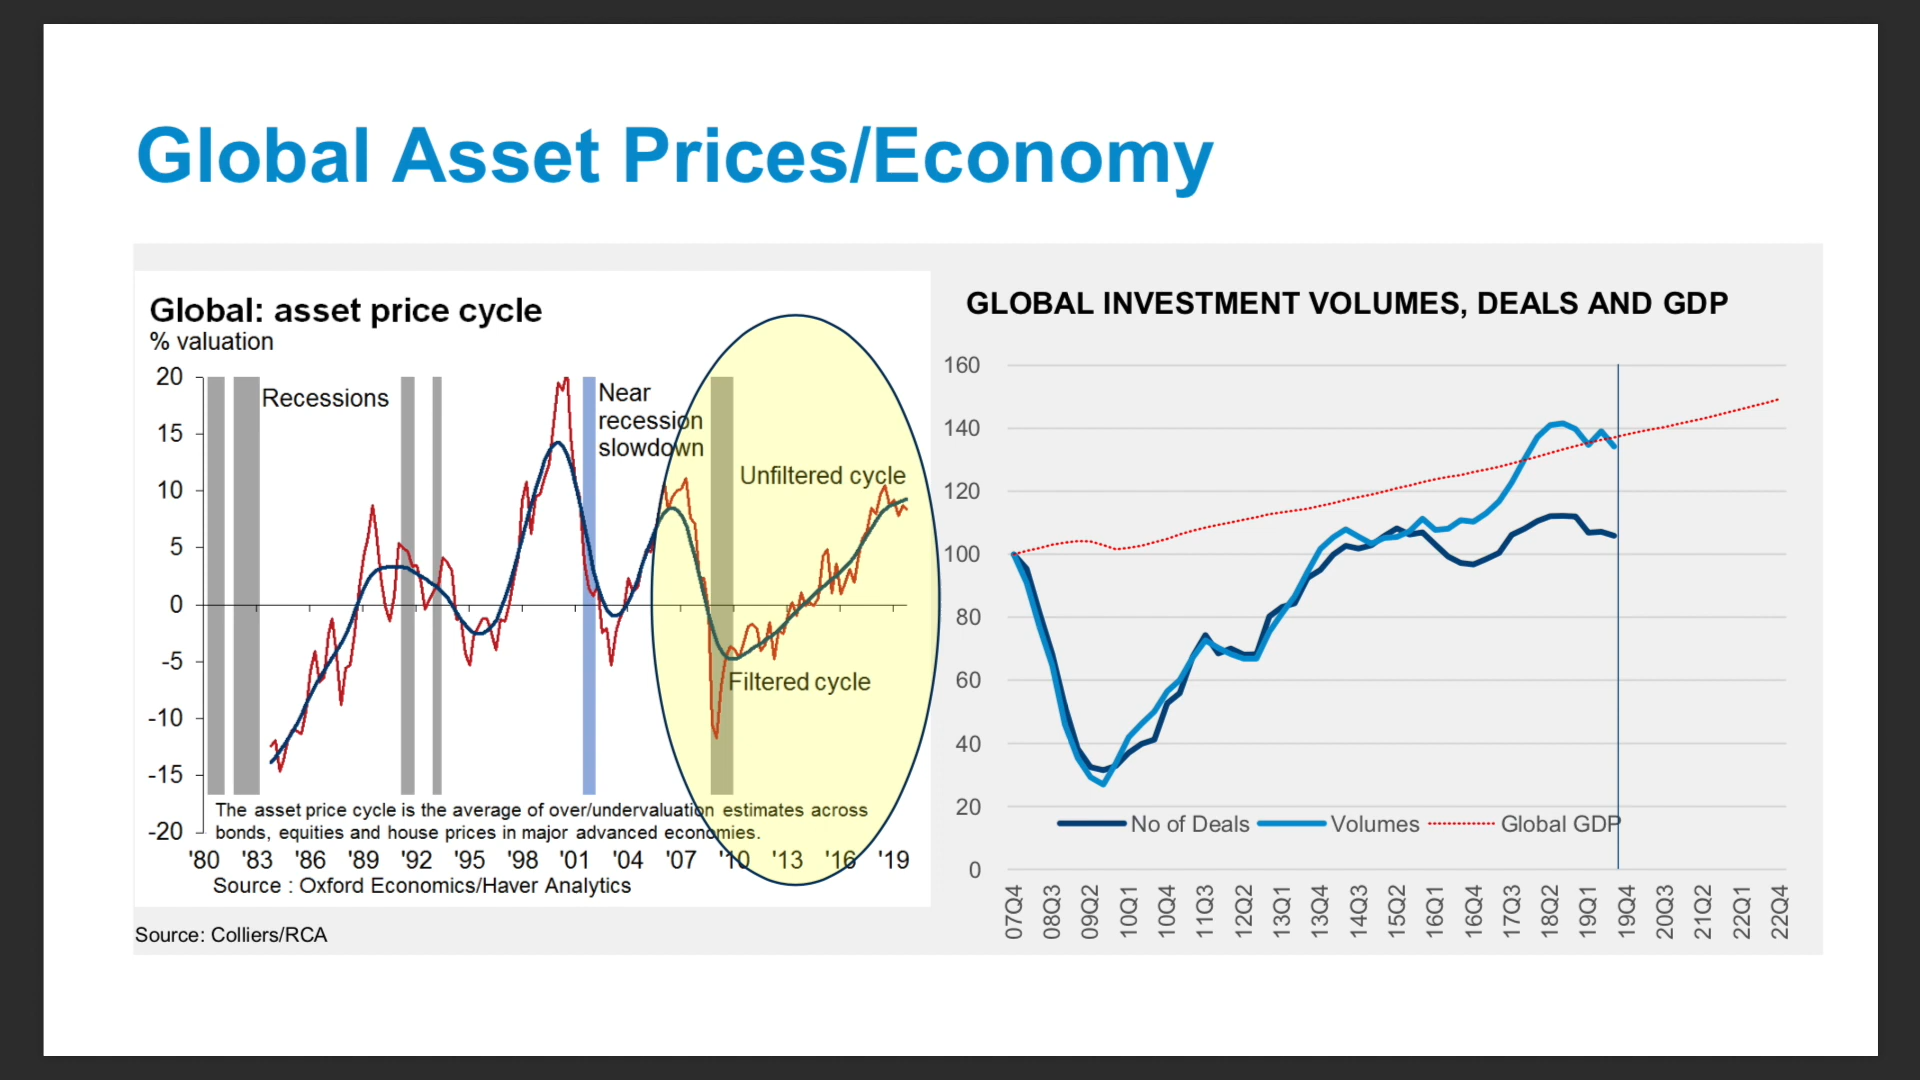 Global Asset Prices/Economy
Global: asset price cycle
% valuation
20
15
10
5
0
-5
-10
-15
-20
Recessions
Near
recession
slowdown
Unfiltered cycle
Filtered cycle
The asset price cycle is the average of over/undervaluation estimates across
bonds, equities and house prices in major advanced economies.
'80 '83 '86 '89 '92 '95 '98 '01 '04 '07 '10 '13 '16 '19
Source : Oxford Economics/Haver Analytics
Source: Colliers/RCA
GLOBAL INVESTMENT VOLUMES, DEALS AND GDP
160
140
120
100
80
60
40
20
0
No of Deals Volumes Global GDP
07Q4 08Q3 09Q2 10Q1 10Q4 11Q3 12Q2 13Q1 13Q4 14Q3 15Q2 16Q1 16Q4 17Q3 18Q2 19Q1 19Q4 20Q3 21Q2 22Q1 22Q4